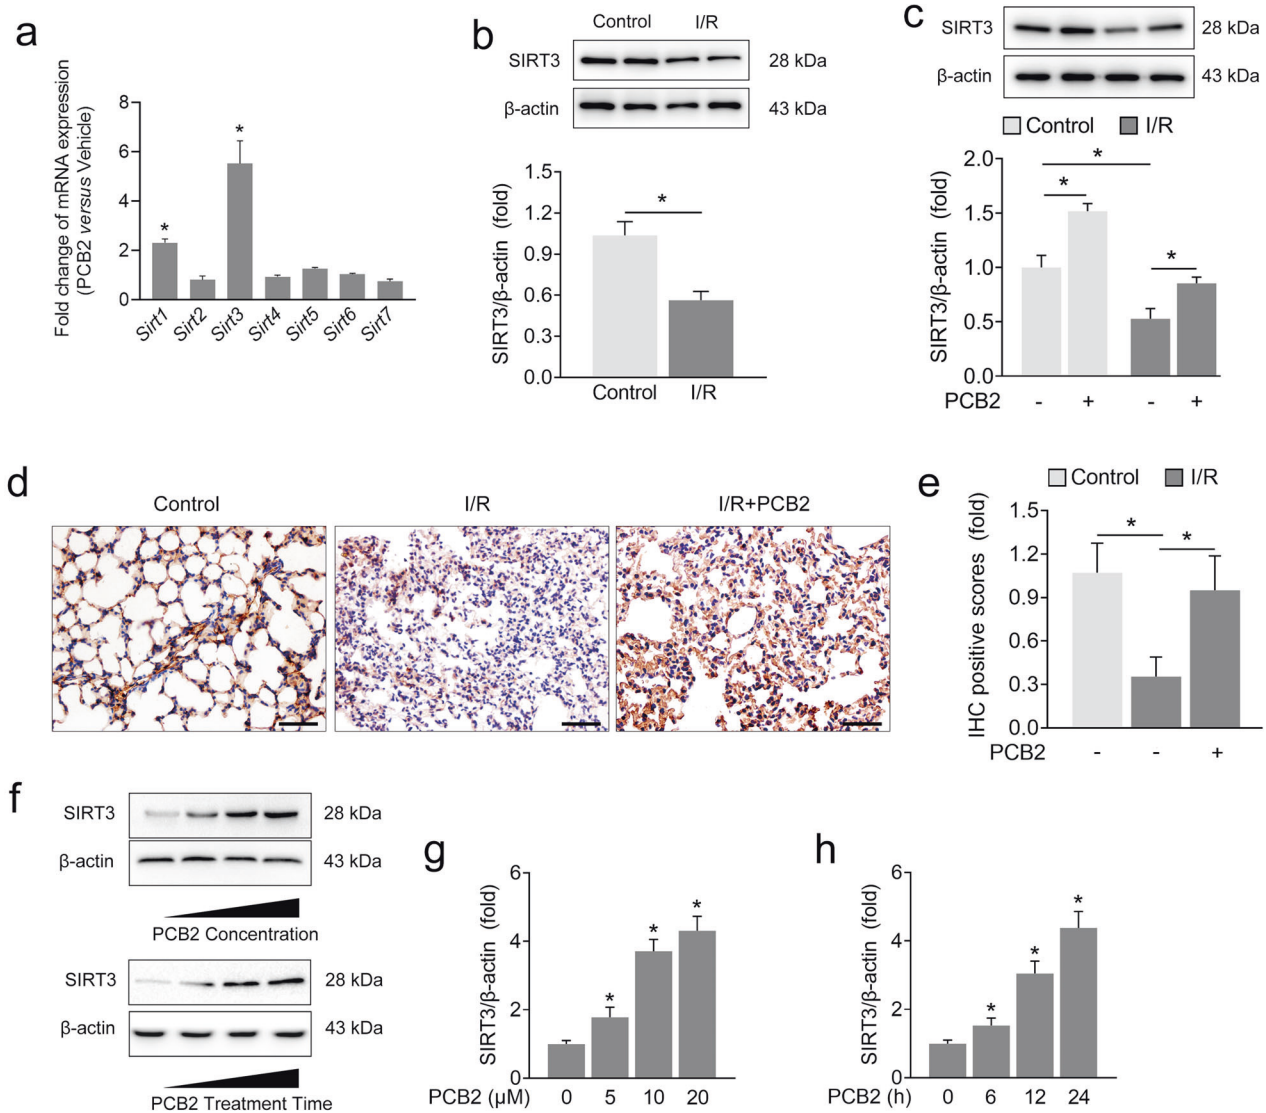 a
Fold change of mRNA expression
(PCB2 versus Vehicle)
8
6
4
2
0
*
*
Sirt1
Sirt2
Sirt3
Sirt4
Sirt5
Sirt6
Sirt7
b
Control I/R
SIRT3 28 kDa
β-actin 43 kDa
SIRT3/β-actin (fold)
1.5
1.2
0.9
0.6
0.3
0.0
*
Control I/R
c
SIRT3 28 kDa
β-actin 43 kDa
Control I/R
SIRT3/β-actin (fold)
2.0
1.5
1.0
0.5
0.0
*
*
*
PCB2 - + - +
d
Control I/R I/R+PCB2
e
Control I/R
IHC positive scores (fold)
1.5
1.2
0.9
0.6
0.3
0.0
* *
PCB2 - - +
f
SIRT3 28 kDa
β-actin 43 kDa
PCB2 Concentration
SIRT3 28 kDa
β-actin 43 kDa
PCB2 Treatment Time
g
SIRT3/β-actin (fold)
6
4
2
0
* * *
PCB2 (μM) 0 5 10 20
h
SIRT3/β-actin (fold)
6
4
2
0
* * *
PCB2 (h) 0 6 12 24